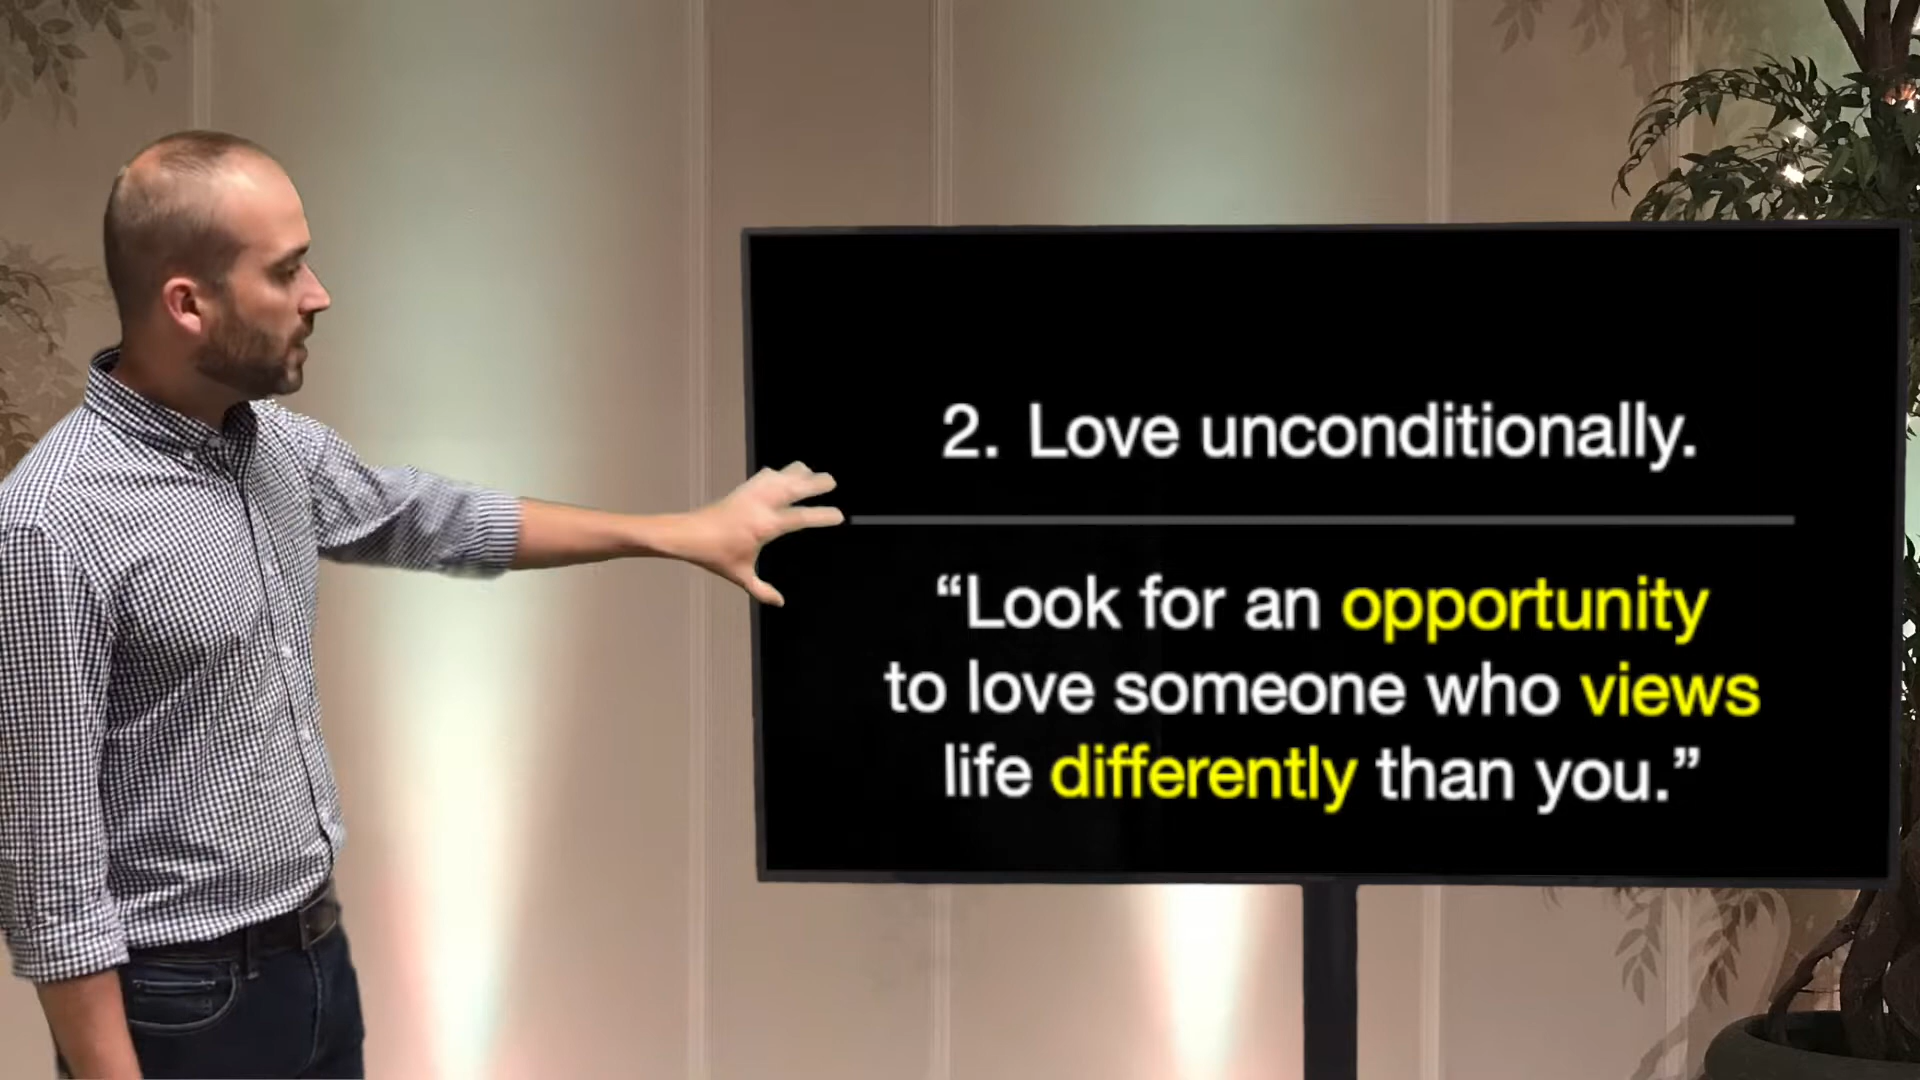 2. Love unconditionally.
“Look for an opportunity
to love someone who views
life differently than you.”